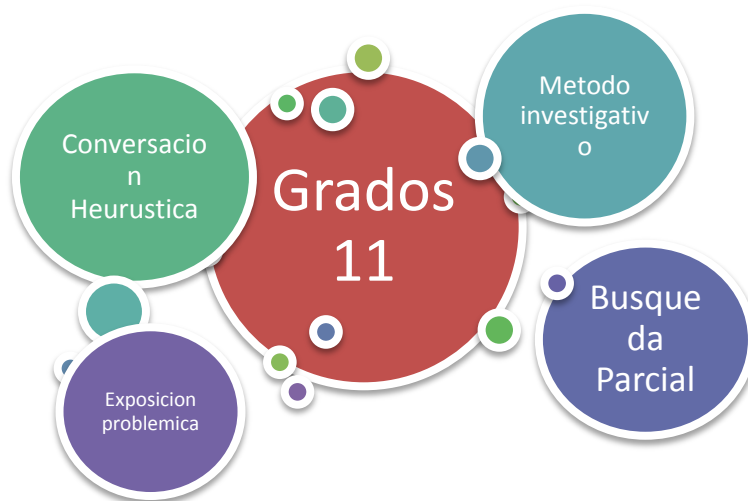 Conversacio
n
Heurustica
Grados
11
Metodo
investigativ
o
Exposicion
problemica
Busque
da
Parcial